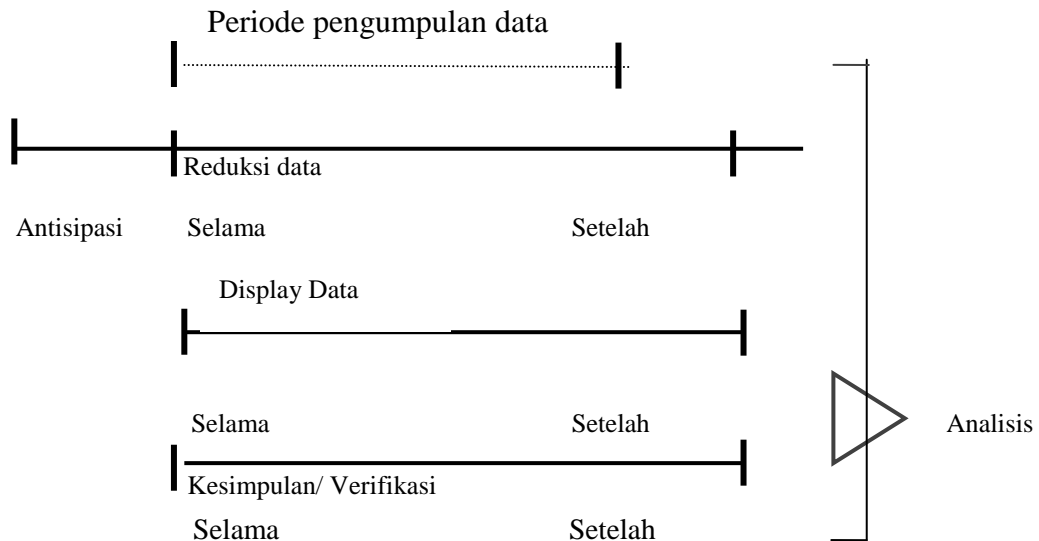 Periode pengumpulan data
Reduksi data
Antisipasi Selama Setelah
Display Data
Selama Setelah
Analisis
Kesimpulan/ Verifikasi
Selama Setelah